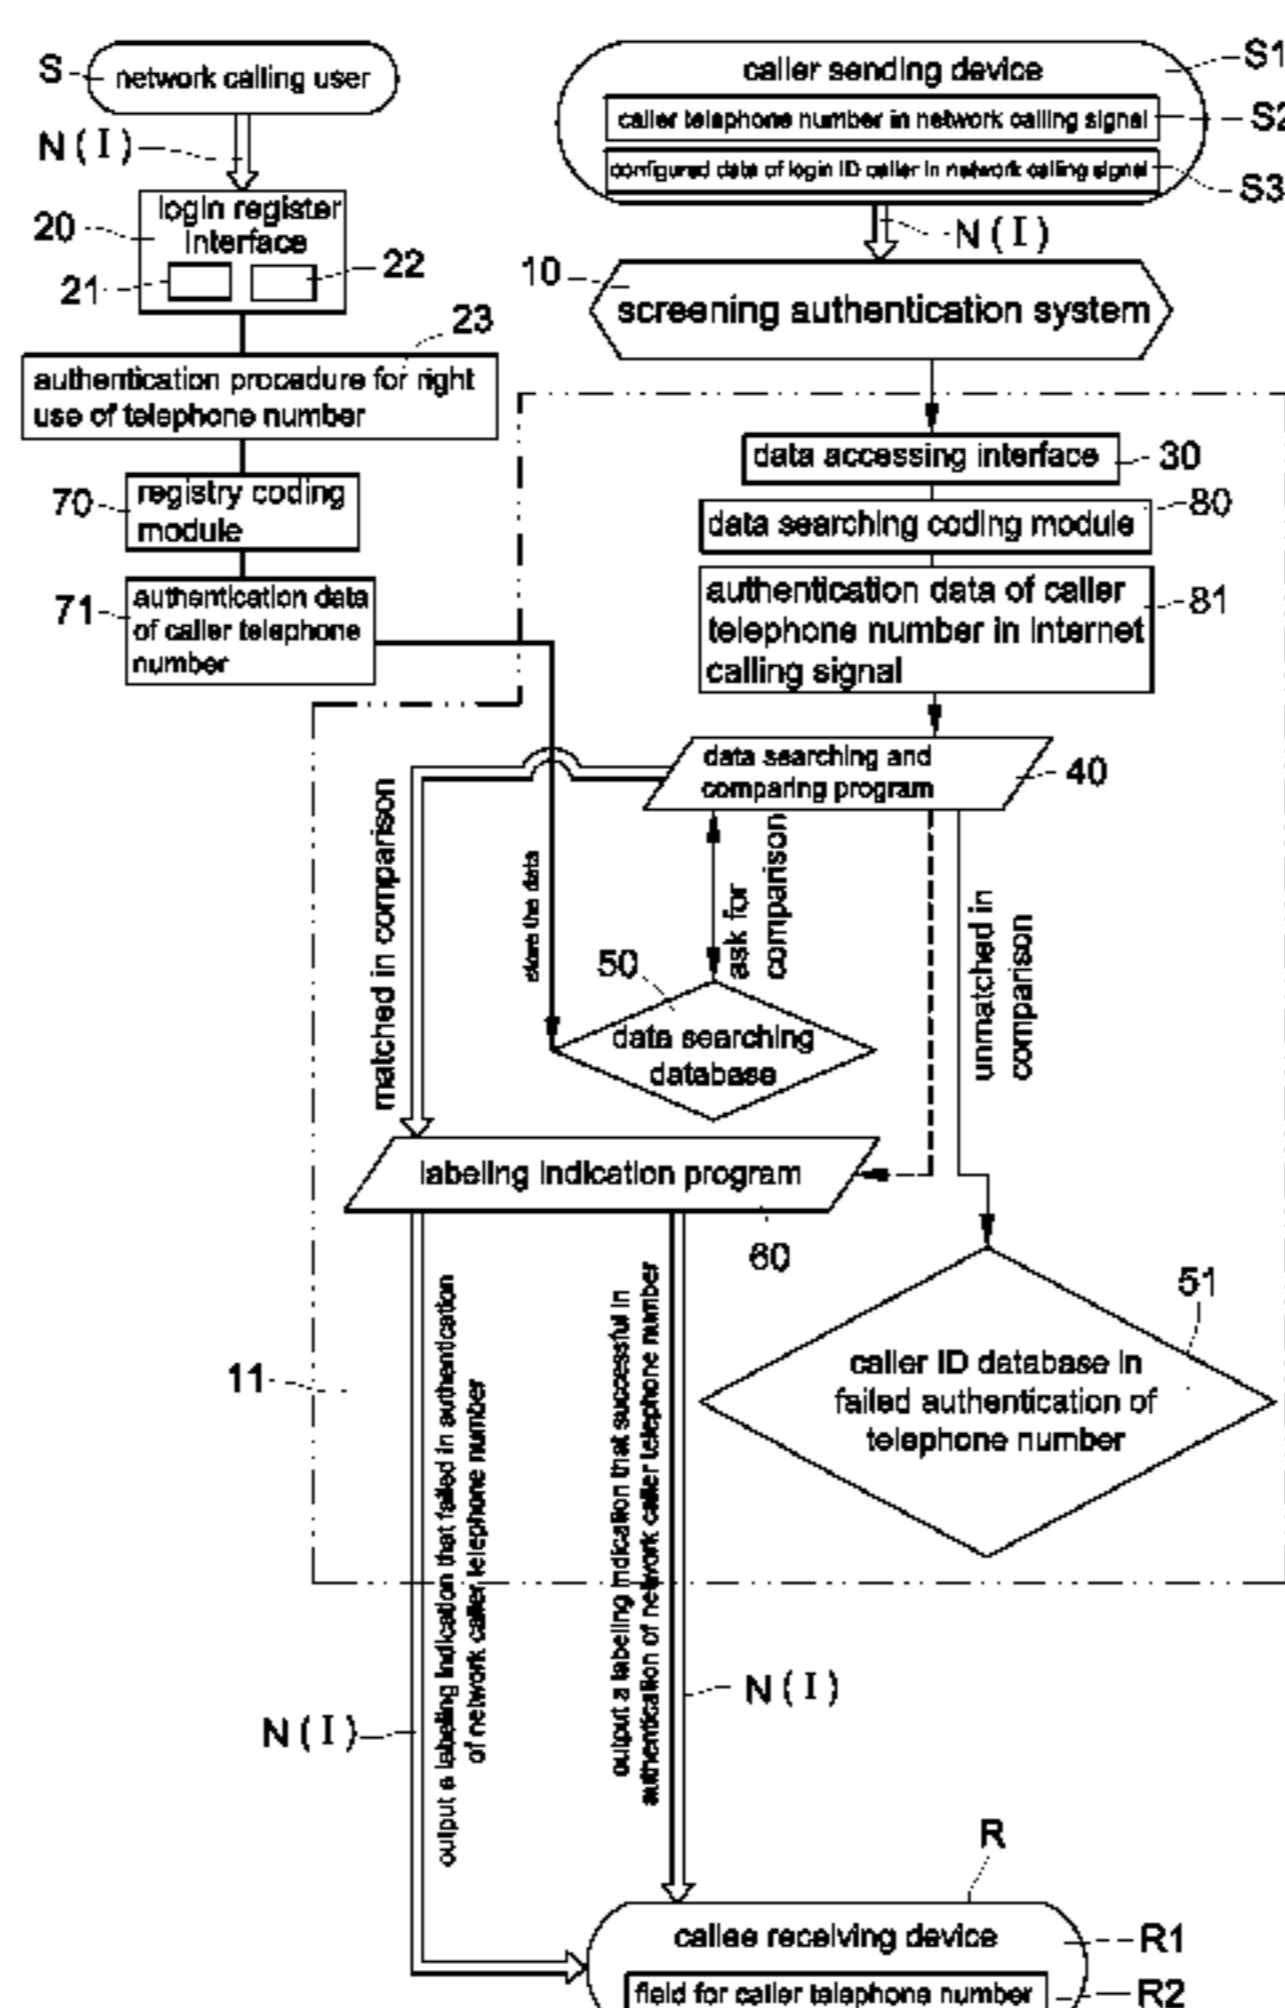 S
network calling user
N(I)
20
login register
interface
21
22
23
authentication procedure for right
use of telephone number
70
registry coding
module
71
authentication data
of caller telephone
number
caller sending device
S1
caller telephone number in network calling signal
S2
configured data of login ID caller in network calling signal
S3
N(I)
10
screening authentication system
data accessing interface
30
data searching coding module
80
authentication data of caller
telephone number in Internet
calling signal
81
data searching and
comparing program
40
matched in comparison
store the data
ask for
comparison
unmatched in
comparison
50
data searching
database
labeling indication program
60
51
caller ID database in
failed authentication of
telephone number
11
output a labeling indication that failed in authentication
of network caller telephone number
output a labeling indication that successful in
authentication of network caller telephone number
N(I)
N(I)
R
callee receiving device
R1
field for caller telephone number
R2